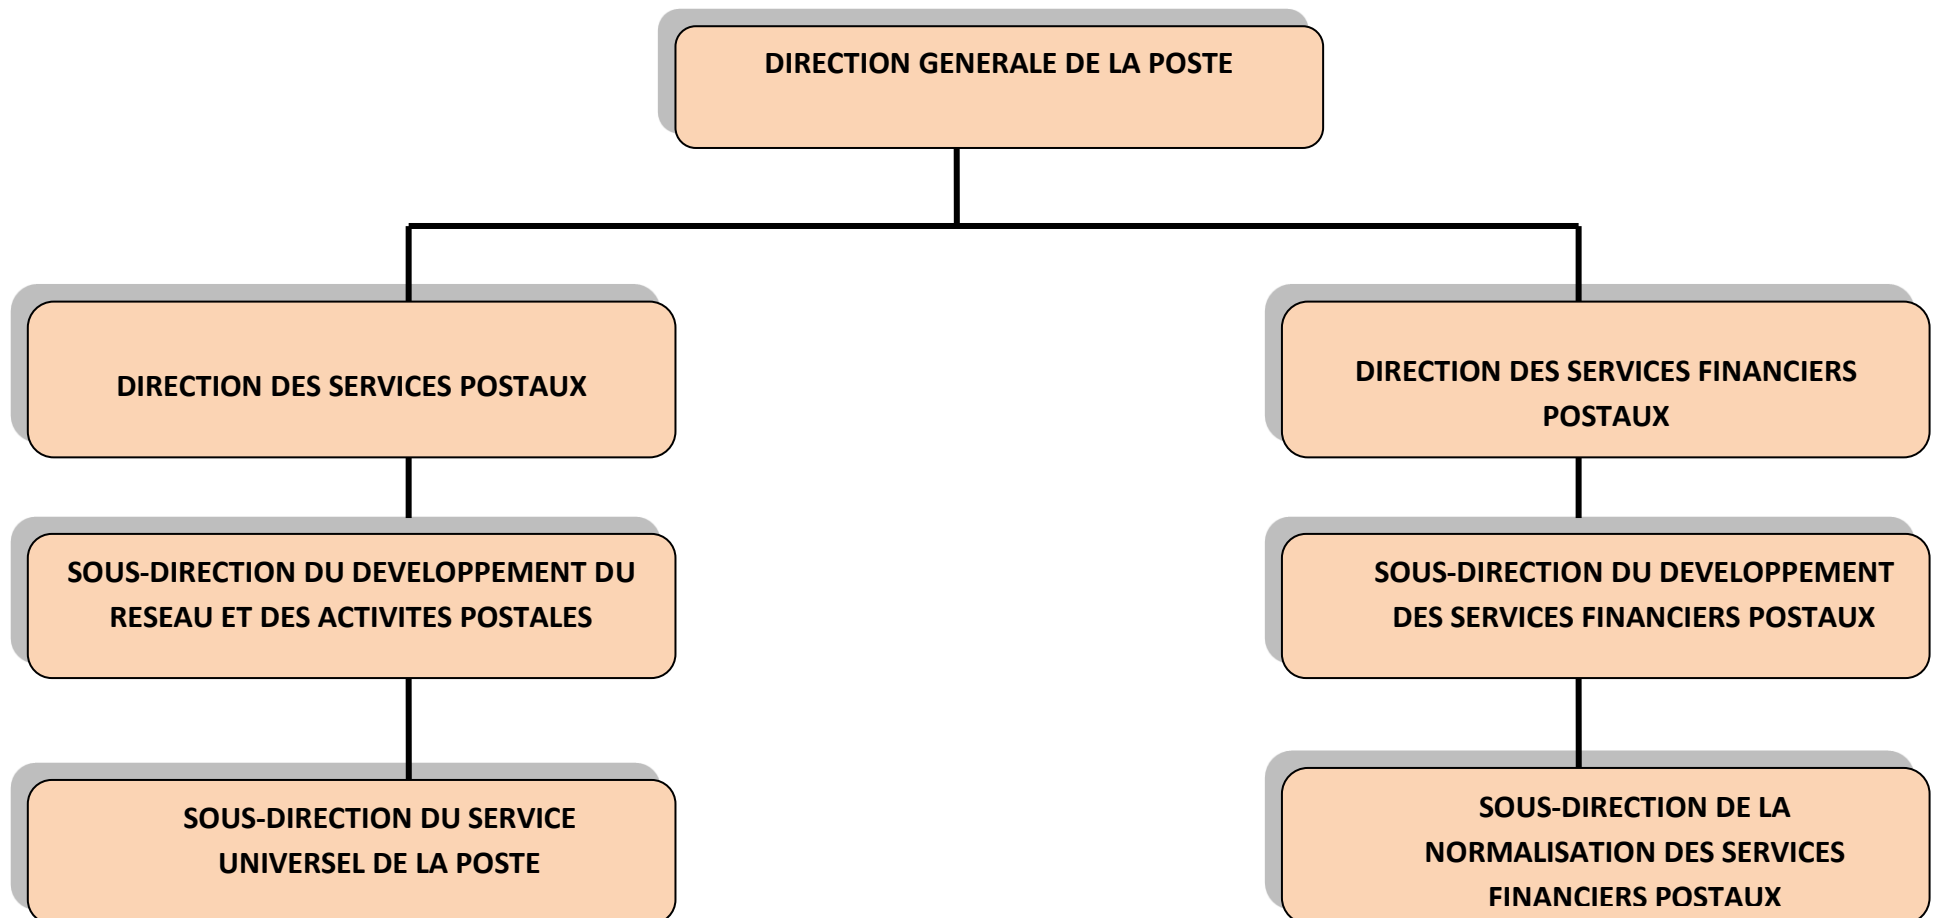 DIRECTION GENERALE DE LA POSTE
DIRECTION DES SERVICES POSTAUX
DIRECTION DES SERVICES FINANCIERS
POSTAUX
SOUS-DIRECTION DU DEVELOPPEMENT DU
RESEAU ET DES ACTIVITES POSTALES
SOUS-DIRECTION DU DEVELOPPEMENT
DES SERVICES FINANCIERS POSTAUX
SOUS-DIRECTION DU SERVICE
UNIVERSEL DE LA POSTE
SOUS-DIRECTION DE LA
NORMALISATION DES SERVICES
FINANCIERS POSTAUX